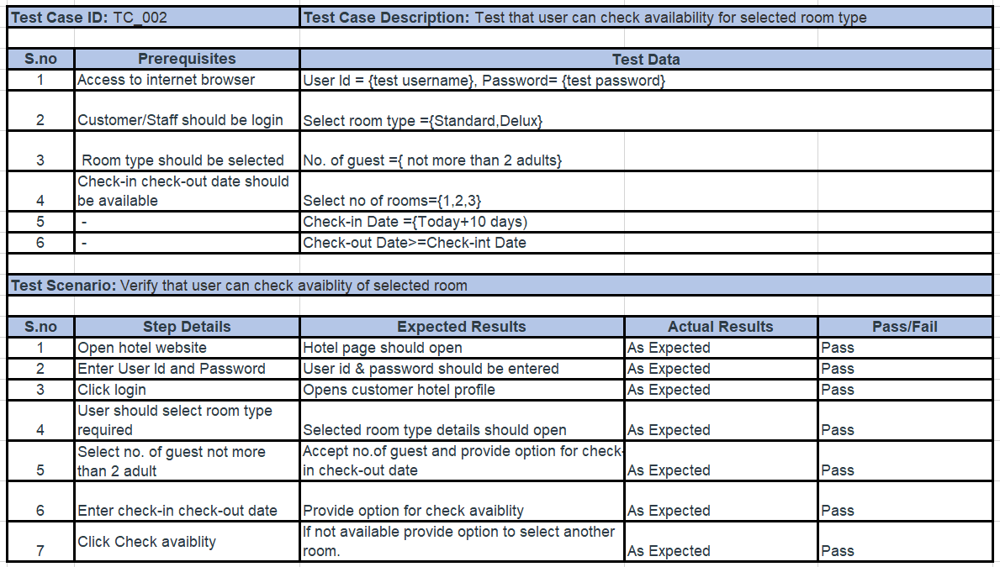 Test Case ID: TC_002 Test Case Description: Test that user can check availability for selected room type
S.no Prerequisites Test Data
1 Access to internet browser User Id = {test username}, Password= {test password}
2 Customer/Staff should be login Select room type ={Standard,Delux}
3 Room type should be selected No. of guest ={ not more than 2 adults}
Check-in check-out date should
4 be available Select no of rooms={1,2,3}
5 - Check-in Date ={Today+10 days)
6 - Check-out Date>=Check-int Date
Test Scenario: Verify that user can check avaiblity of selected room
S.no Step Details Expected Results Actual Results Pass/Fail
1 Open hotel website Hotel page should open As Expected Pass
2 Enter User Id and Password User id & password should be entered As Expected Pass
3 Click login Opens customer hotel profile As Expected Pass
User should select room type
4 required Selected room type details should open As Expected Pass
Select no. of guest not more Accept no.of guest and provide option for check-
5 than 2 adult in check-out date As Expected Pass
6 Enter check-in check-out date Provide option for check avaiblity As Expected Pass
Click Check avaiblity If not available provide option to select another
7 room. As Expected Pass